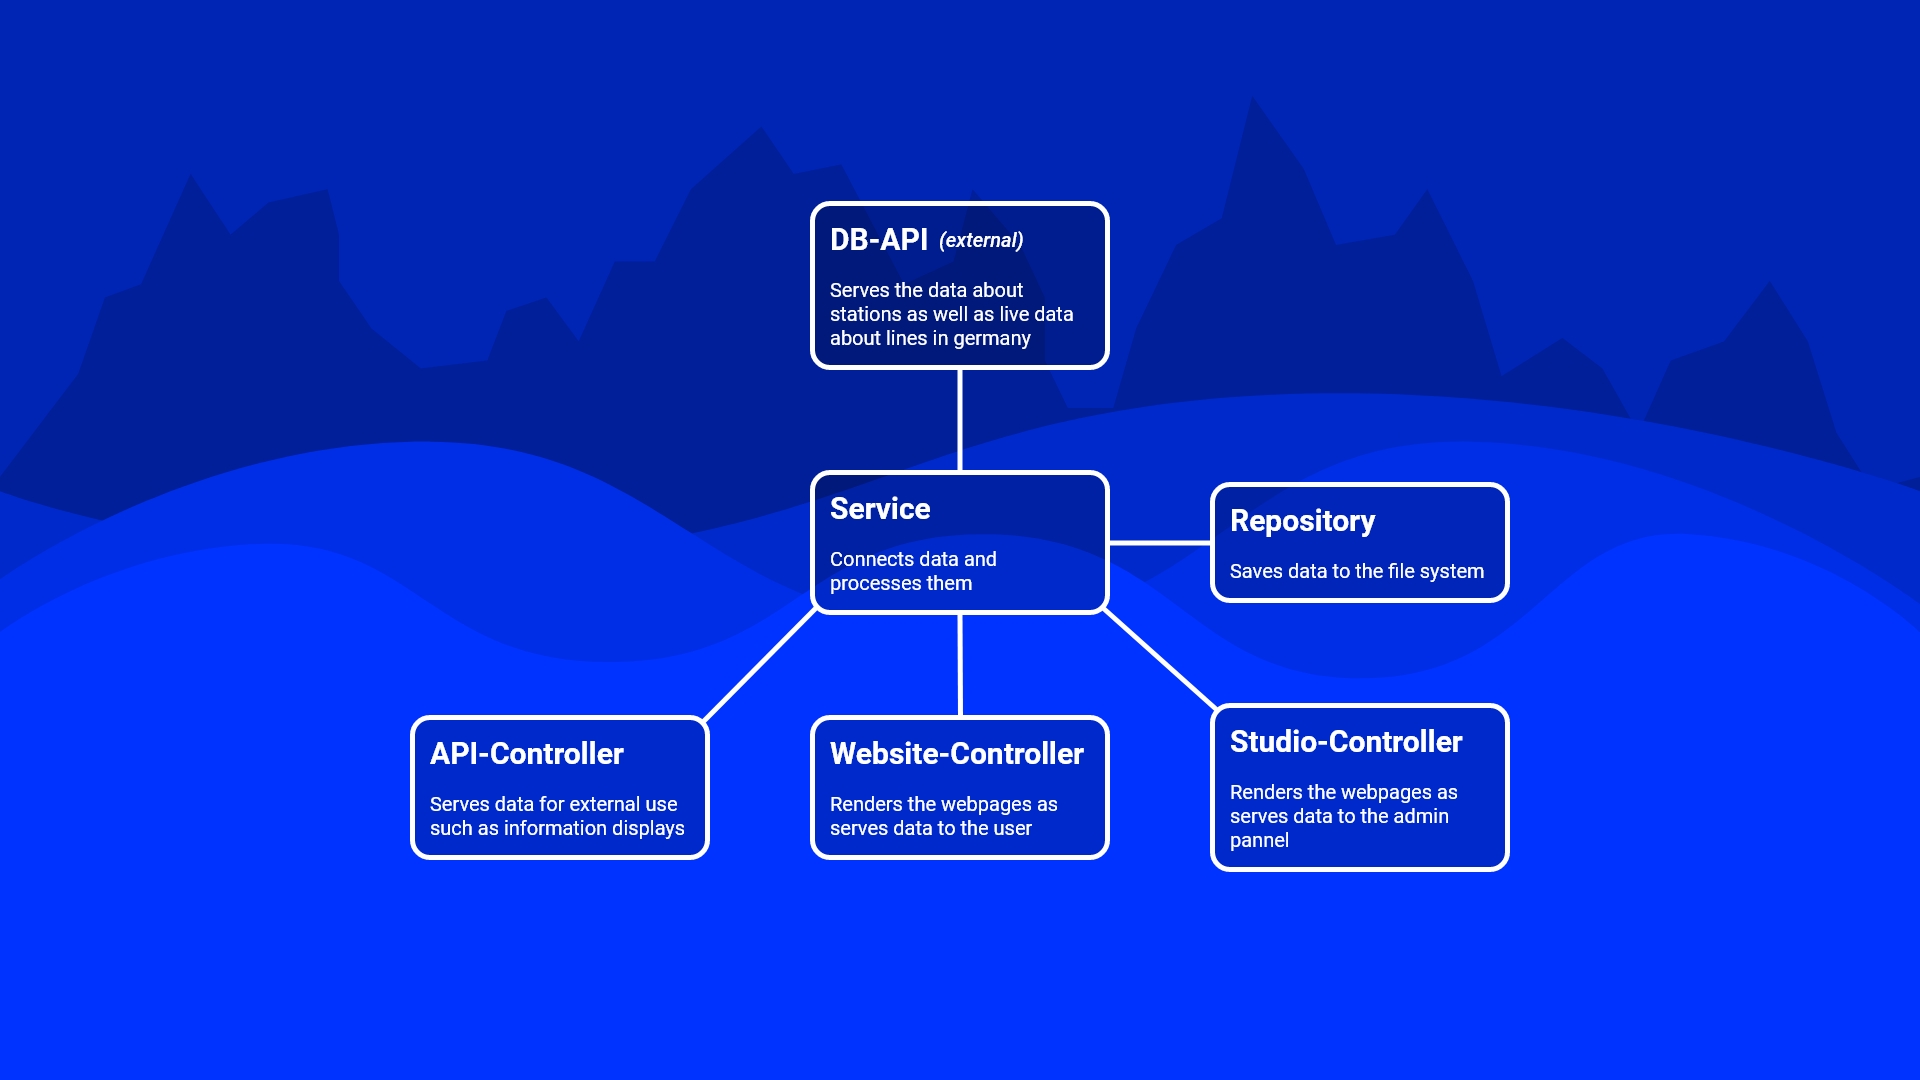 DB-API (external)
Serves the data about
stations as well as live data
about lines in germany
Service
Connects data and
processes them
Repository
Saves data to the file system
API-Controller
Serves data for external use
such as information displays
Website-Controller
Renders the webpages as
serves data to the user
Studio-Controller
Renders the webpages as
serves data to the admin
pannel